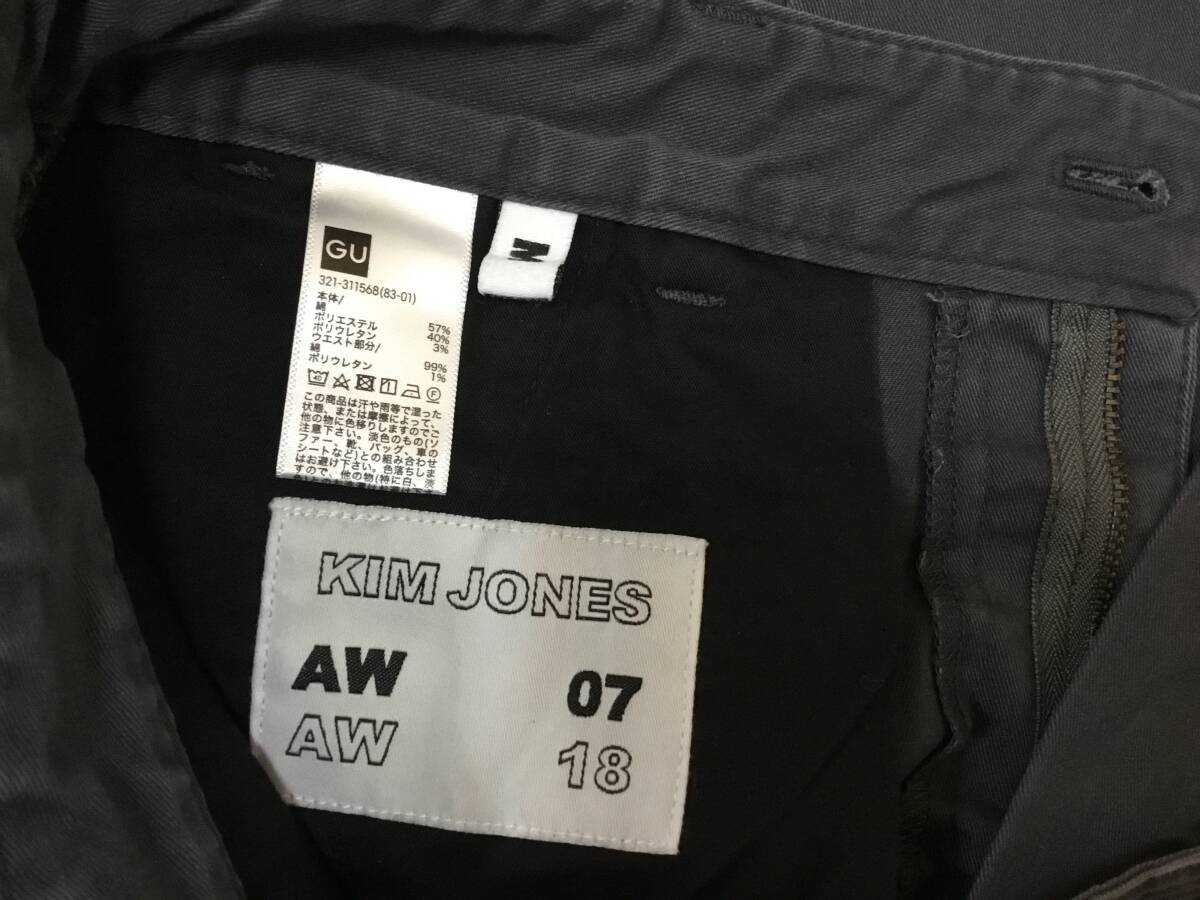 GU
321-311568(83-01)
本体/
綿 57%
ポリエステル 40%
ポリウレタン 3%
ウエスト部分/
綿 99%
ポリウレタン 1%
40
F
この商品は汗や雨等で湿った
状態、または摩擦によって、
他の物に色移りしますのでご
注意下さい。淡色のもの(ソ
ファー、靴、バッグ、車の
シートなど)との組み合わせ
はお避け下さい。色落ちしま
すので、他の物(特に白、淡
M
KIM JONES
AW 07
AW 18